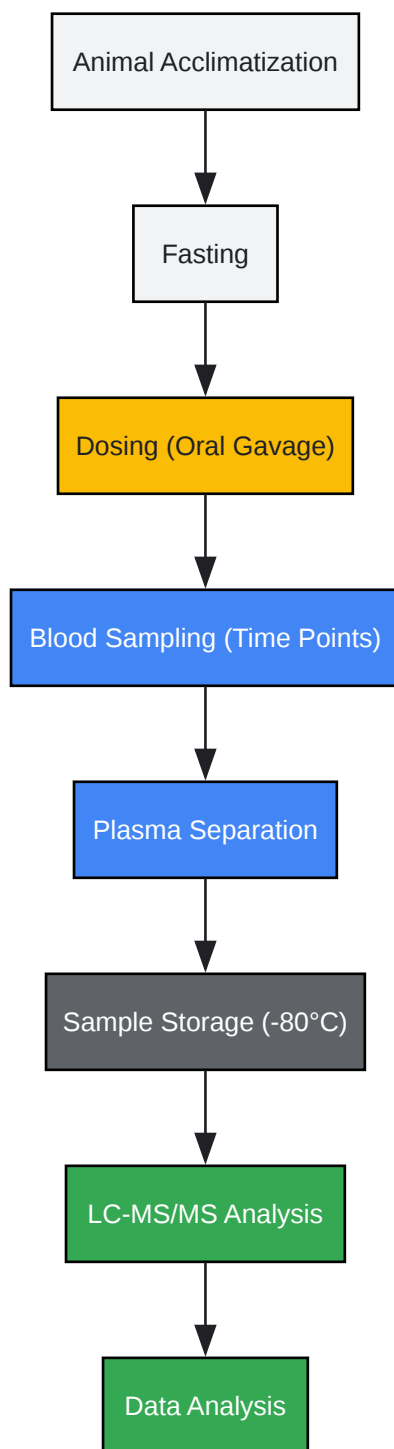 Animal Acclimatization
Fasting
Dosing (Oral Gavage)
Blood Sampling (Time Points)
Plasma Separation
Sample Storage (-80°C)
LC-MS/MS Analysis
Data Analysis